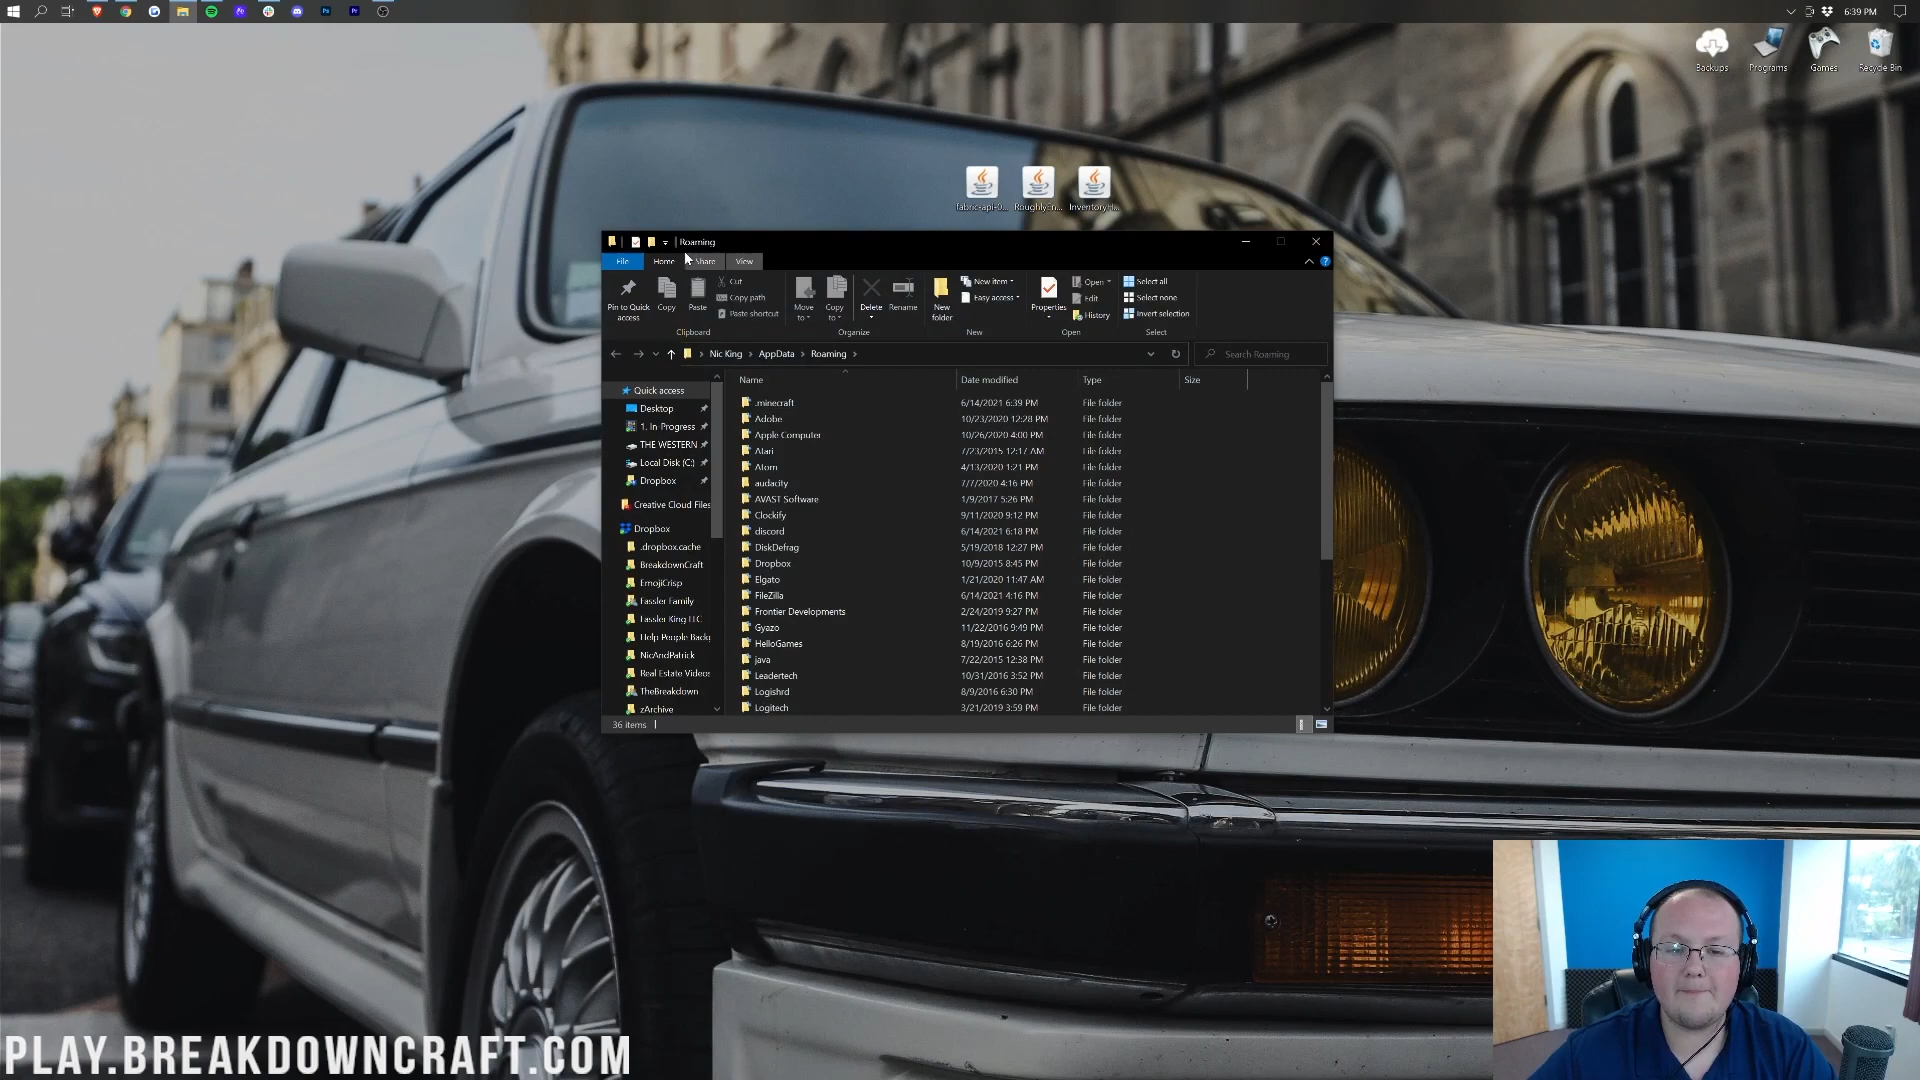 6:39 PM
Backups
Programs
Games
Recycle Bin
fabric-api-0...
RoughlyEn...
InventoryH...
Roaming
File
Home
Share
View
Pin to Quick access
Copy
Paste
Cut
Copy path
Paste shortcut
Clipboard
Move to
Copy to
Delete
Rename
Organize
New folder
New item
Easy access
New
Properties
Open
Edit
History
Open
Select all
Select none
Invert selection
Select
Nic King > AppData > Roaming >
Search Roaming
Name
Date modified
Type
Size
Quick access
Desktop
1. In-Progress
THE WESTERN
Local Disk (C:)
Dropbox
Creative Cloud Files
Dropbox
.dropbox.cache
BreakdownCraft
EmojiCrisp
Fassler Family
Fassler King LLC
Help People Backg
NicAndPatrick
Real Estate Videos
TheBreakdown
zArchive
.minecraft 6/14/2021 6:39 PM File folder
Adobe 10/23/2020 12:28 PM File folder
Apple Computer 10/26/2020 4:00 PM File folder
Atari 7/23/2015 12:17 AM File folder
Atom 4/13/2020 1:21 PM File folder
audacity 7/7/2020 4:16 PM File folder
AVAST Software 1/9/2017 5:26 PM File folder
Clockify 9/11/2020 9:12 PM File folder
discord 6/14/2021 6:18 PM File folder
DiskDefrag 5/19/2018 12:27 PM File folder
Dropbox 10/9/2015 8:45 PM File folder
Elgato 1/21/2020 11:47 AM File folder
FileZilla 6/14/2021 4:16 PM File folder
Frontier Developments 2/24/2019 9:27 PM File folder
Gyazo 11/22/2016 9:49 PM File folder
HelloGames 8/19/2016 6:26 PM File folder
java 7/22/2015 12:38 PM File folder
Leadertech 10/31/2016 3:52 PM File folder
Logishrd 8/9/2016 6:30 PM File folder
Logitech 3/21/2019 3:59 PM File folder
36 items
PLAY.BREAKDOWNCRAFT.COM